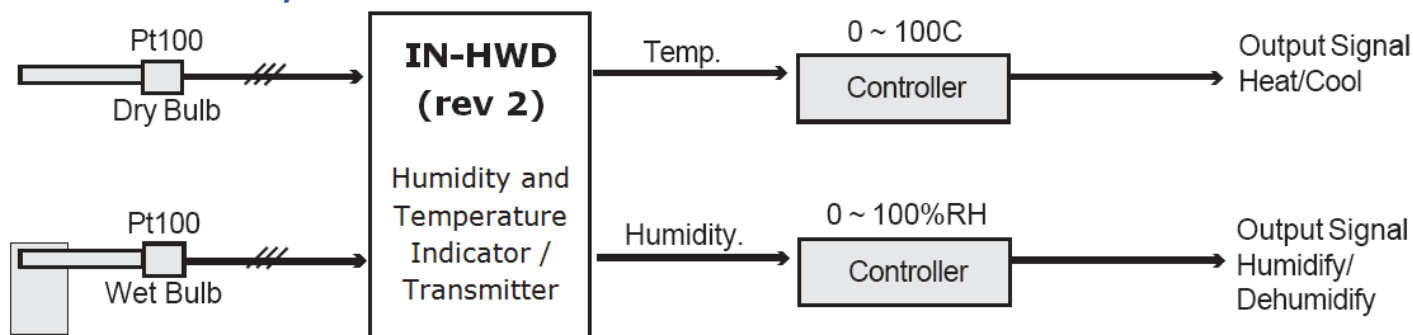 Pt100
Dry Bulb
Pt100
Wet Bulb
IN-HWD
(rev 2)
Humidity and
Temperature
Indicator /
Transmitter
Temp.
0 ~ 100C
Controller
Output Signal
Heat/Cool
Humidity.
0 ~ 100%RH
Controller
Output Signal
Humidify/
Dehumidify